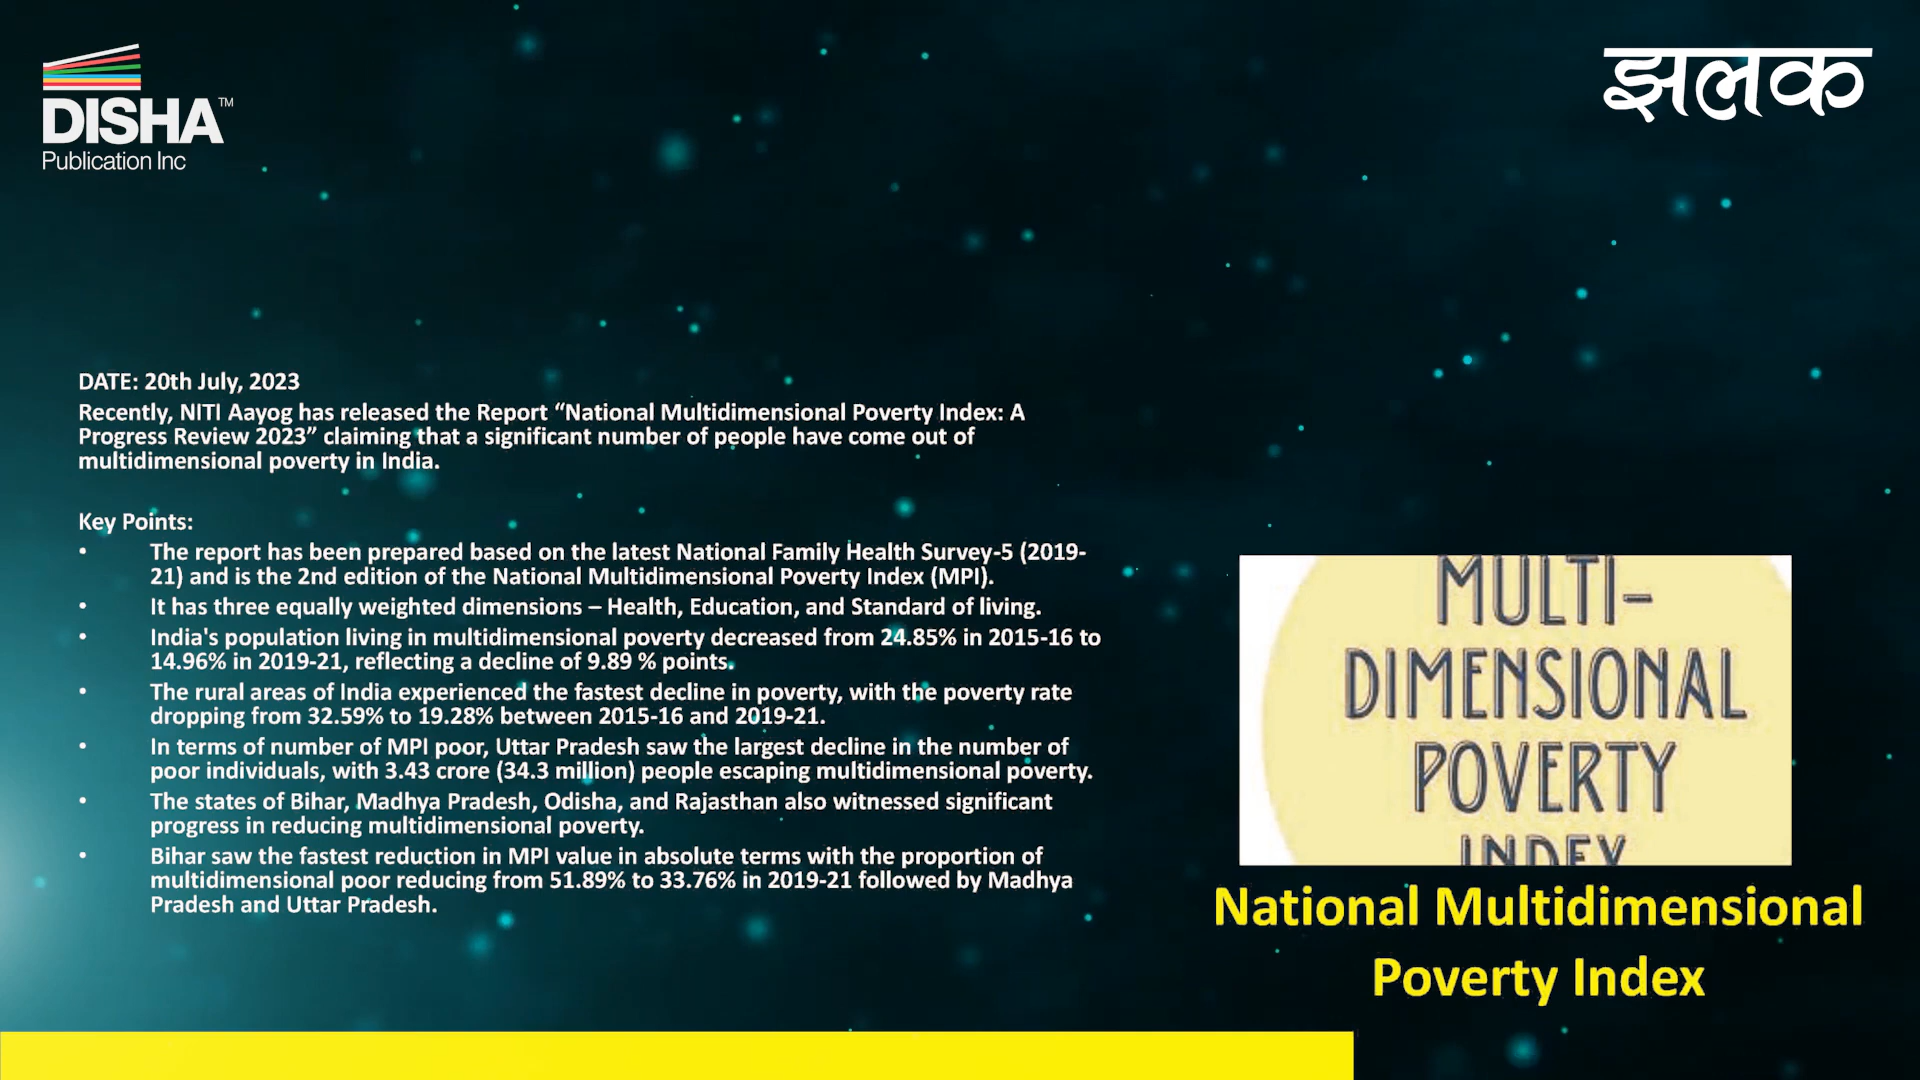 DISHA™
Publication Inc
झलक
DATE: 20th July, 2023
Recently, NITI Aayog has released the Report “National Multidimensional Poverty Index: A
Progress Review 2023” claiming that a significant number of people have come out of
multidimensional poverty in India.
Key Points:
• The report has been prepared based on the latest National Family Health Survey-5 (2019-
21) and is the 2nd edition of the National Multidimensional Poverty Index (MPI).
• It has three equally weighted dimensions – Health, Education, and Standard of living.
• India's population living in multidimensional poverty decreased from 24.85% in 2015-16 to
14.96% in 2019-21, reflecting a decline of 9.89 % points.
• The rural areas of India experienced the fastest decline in poverty, with the poverty rate
dropping from 32.59% to 19.28% between 2015-16 and 2019-21.
• In terms of number of MPI poor, Uttar Pradesh saw the largest decline in the number of
poor individuals, with 3.43 crore (34.3 million) people escaping multidimensional poverty.
• The states of Bihar, Madhya Pradesh, Odisha, and Rajasthan also witnessed significant
progress in reducing multidimensional poverty.
• Bihar saw the fastest reduction in MPI value in absolute terms with the proportion of
multidimensional poor reducing from 51.89% to 33.76% in 2019-21 followed by Madhya
Pradesh and Uttar Pradesh.
MULTI-
DIMENSIONAL
POVERTY
INDEX
National Multidimensional
Poverty Index